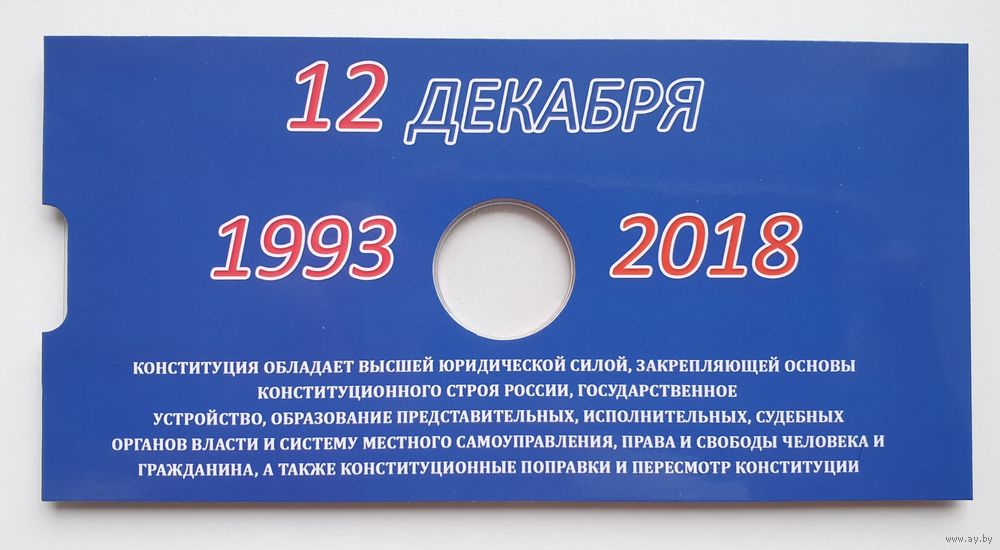 12 ДЕКАБРЯ
1993 2018
КОНСТИТУЦИЯ ОБЛАДАЕТ ВЫСШЕЙ ЮРИДИЧЕСКОЙ СИЛОЙ, ЗАКРЕПЛЯЮЩЕЙ ОСНОВЫ
КОНСТИТУЦИОННОГО СТРОЯ РОССИИ, ГОСУДАРСТВЕННОЕ
УСТРОЙСТВО, ОБРАЗОВАНИЕ ПРЕДСТАВИТЕЛЬНЫХ, ИСПОЛНИТЕЛЬНЫХ, СУДЕБНЫХ
ОРГАНОВ ВЛАСТИ И СИСТЕМУ МЕСТНОГО САМОУПРАВЛЕНИЯ, ПРАВА И СВОБОДЫ ЧЕЛОВЕКА И
ГРАЖДАНИНА, А ТАКЖЕ КОНСТИТУЦИОННЫЕ ПОПРАВКИ И ПЕРЕСМОТР КОНСТИТУЦИИ
www.ay.by